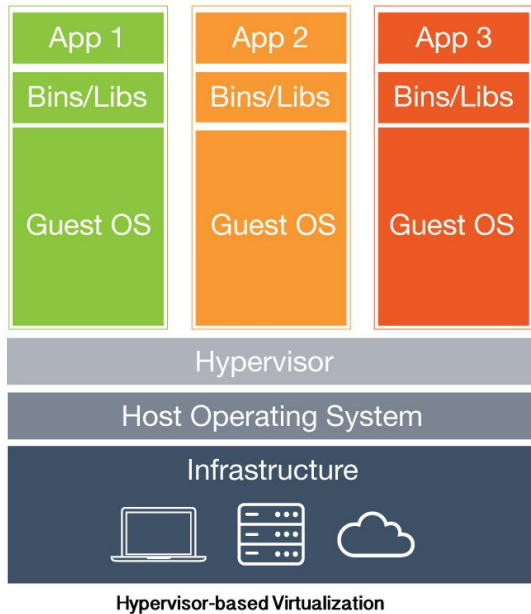 App 1
App 2
App 3
Bins/Libs
Bins/Libs
Bins/Libs
Guest OS
Guest OS
Guest OS
Hypervisor
Host Operating System
Infrastructure
Hypervisor-based Virtualization